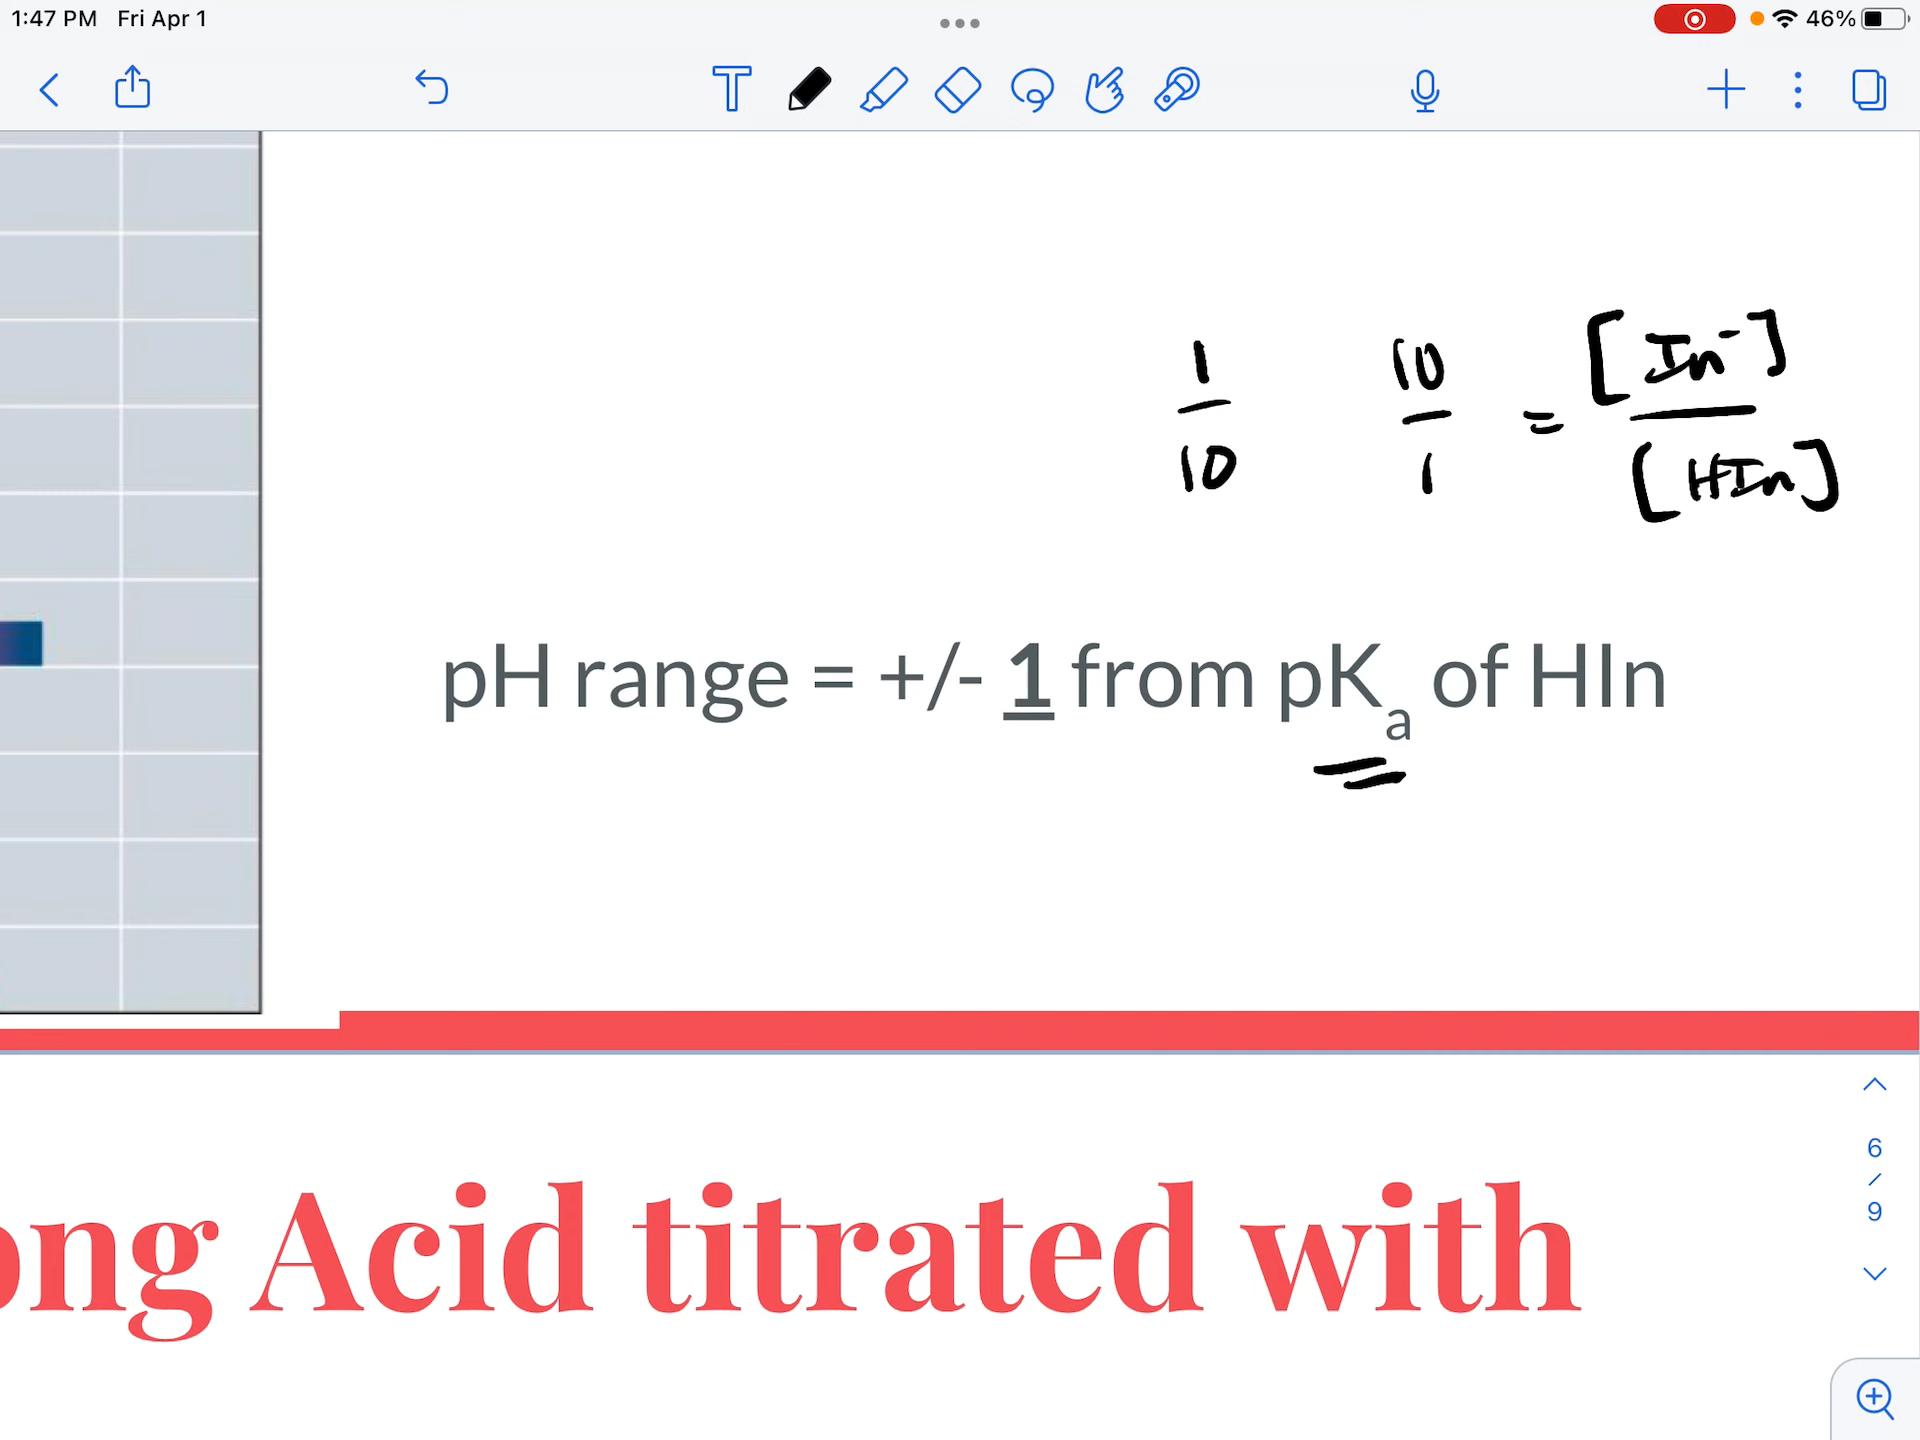 1:47 PM Fri Apr 1
46%
T
1 10 = [In⁻]
10 1 [HIn]
pH range = +/- 1 from pKₐ of HIn
6
/
9
ong Acid titrated with